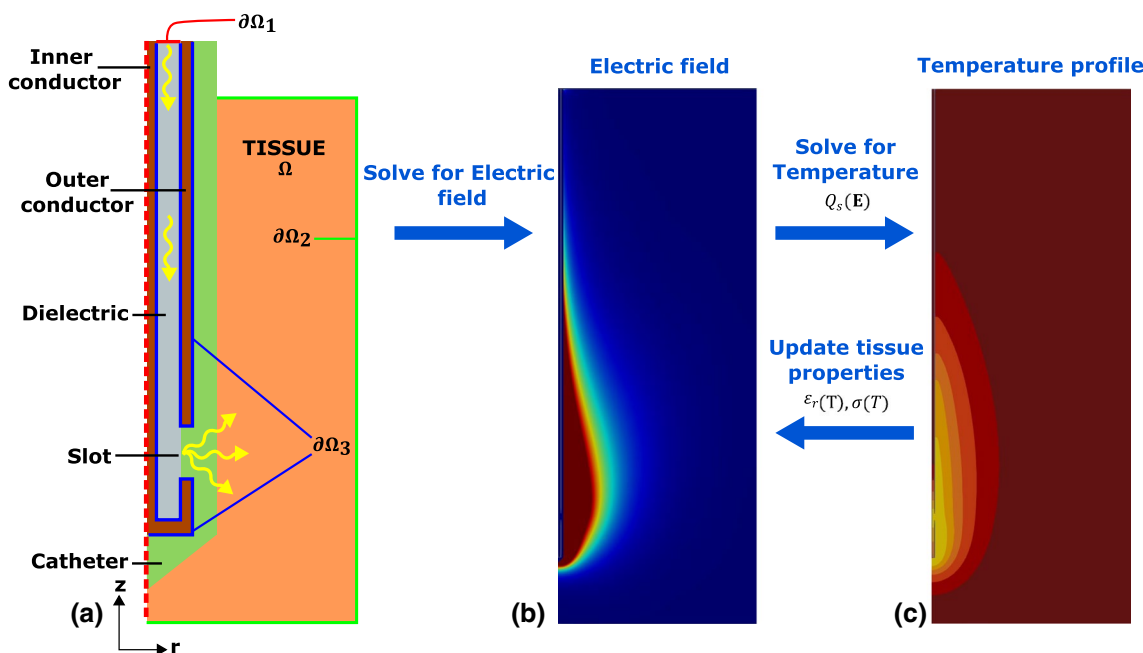 ∂Ω1
Inner
conductor
TISSUE
Ω
Outer
conductor
∂Ω2
Dielectric
Slot
∂Ω3
Catheter
z
r
(a)
Solve for Electric
field
Electric field
(b)
Solve for
Temperature
Qs(E)
Update tissue
properties
εr(T), σ(T)
Temperature profile
(c)